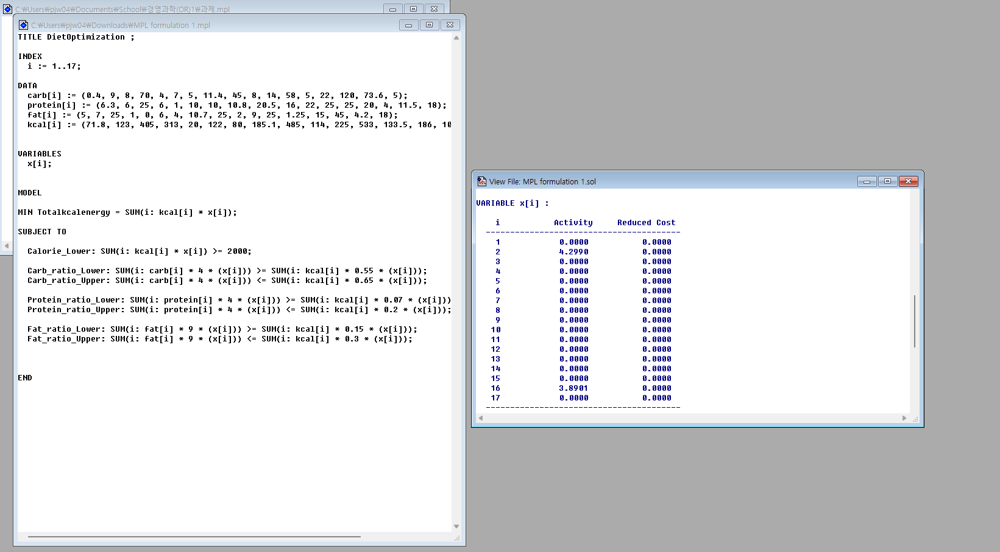 C:₩Users₩pjw04₩Documents₩School₩경영과학(OR)1₩과제.mpl
C:₩Users₩pjw04₩Downloads₩MPL formulation 1.mpl
TITLE DietOptimization ;
INDEX
i := 1..17;
DATA
carb[i] := (0.4, 9, 8, 70, 4, 7, 5, 11.4, 45, 8, 14, 58, 5, 22, 120, 73.6, 5);
protein[i] := (6.3, 6, 25, 6, 1, 10, 10, 10.8, 20.5, 16, 22, 25, 25, 20, 4, 11.5, 18);
fat[i] := (5, 7, 25, 1, 0, 6, 4, 10.7, 25, 2, 9, 25, 1.25, 15, 45, 4.2, 18);
kcal[i] := (71.8, 123, 405, 313, 20, 122, 80, 185.1, 485, 114, 225, 533, 133.5, 186, 10
VARIABLES
x[i];
MODEL
MIN Totalkcalenergy = SUM(i: kcal[i] * x[i]);
SUBJECT TO
Calorie_Lower: SUM(i: kcal[i] * x[i]) >= 2000;
Carb_ratio_Lower: SUM(i: carb[i] * 4 * (x[i])) >= SUM(i: kcal[i] * 0.55 * (x[i]));
Carb_ratio_Upper: SUM(i: carb[i] * 4 * (x[i])) <= SUM(i: kcal[i] * 0.65 * (x[i]));
Protein_ratio_Lower: SUM(i: protein[i] * 4 * (x[i])) >= SUM(i: kcal[i] * 0.07 * (x[i]))
Protein_ratio_Upper: SUM(i: protein[i] * 4 * (x[i])) <= SUM(i: kcal[i] * 0.2 * (x[i]));
Fat_ratio_Lower: SUM(i: fat[i] * 9 * (x[i])) >= SUM(i: kcal[i] * 0.15 * (x[i]));
Fat_ratio_Upper: SUM(i: fat[i] * 9 * (x[i])) <= SUM(i: kcal[i] * 0.3 * (x[i]));
END
View File: MPL formulation 1.sol
VARIABLE x[i] :
i Activity Reduced Cost
----------------------------------------
1 0.0000 0.0000
2 4.2990 0.0000
3 0.0000 0.0000
4 0.0000 0.0000
5 0.0000 0.0000
6 0.0000 0.0000
7 0.0000 0.0000
8 0.0000 0.0000
9 0.0000 0.0000
10 0.0000 0.0000
11 0.0000 0.0000
12 0.0000 0.0000
13 0.0000 0.0000
14 0.0000 0.0000
15 0.0000 0.0000
16 3.8901 0.0000
17 0.0000 0.0000
----------------------------------------